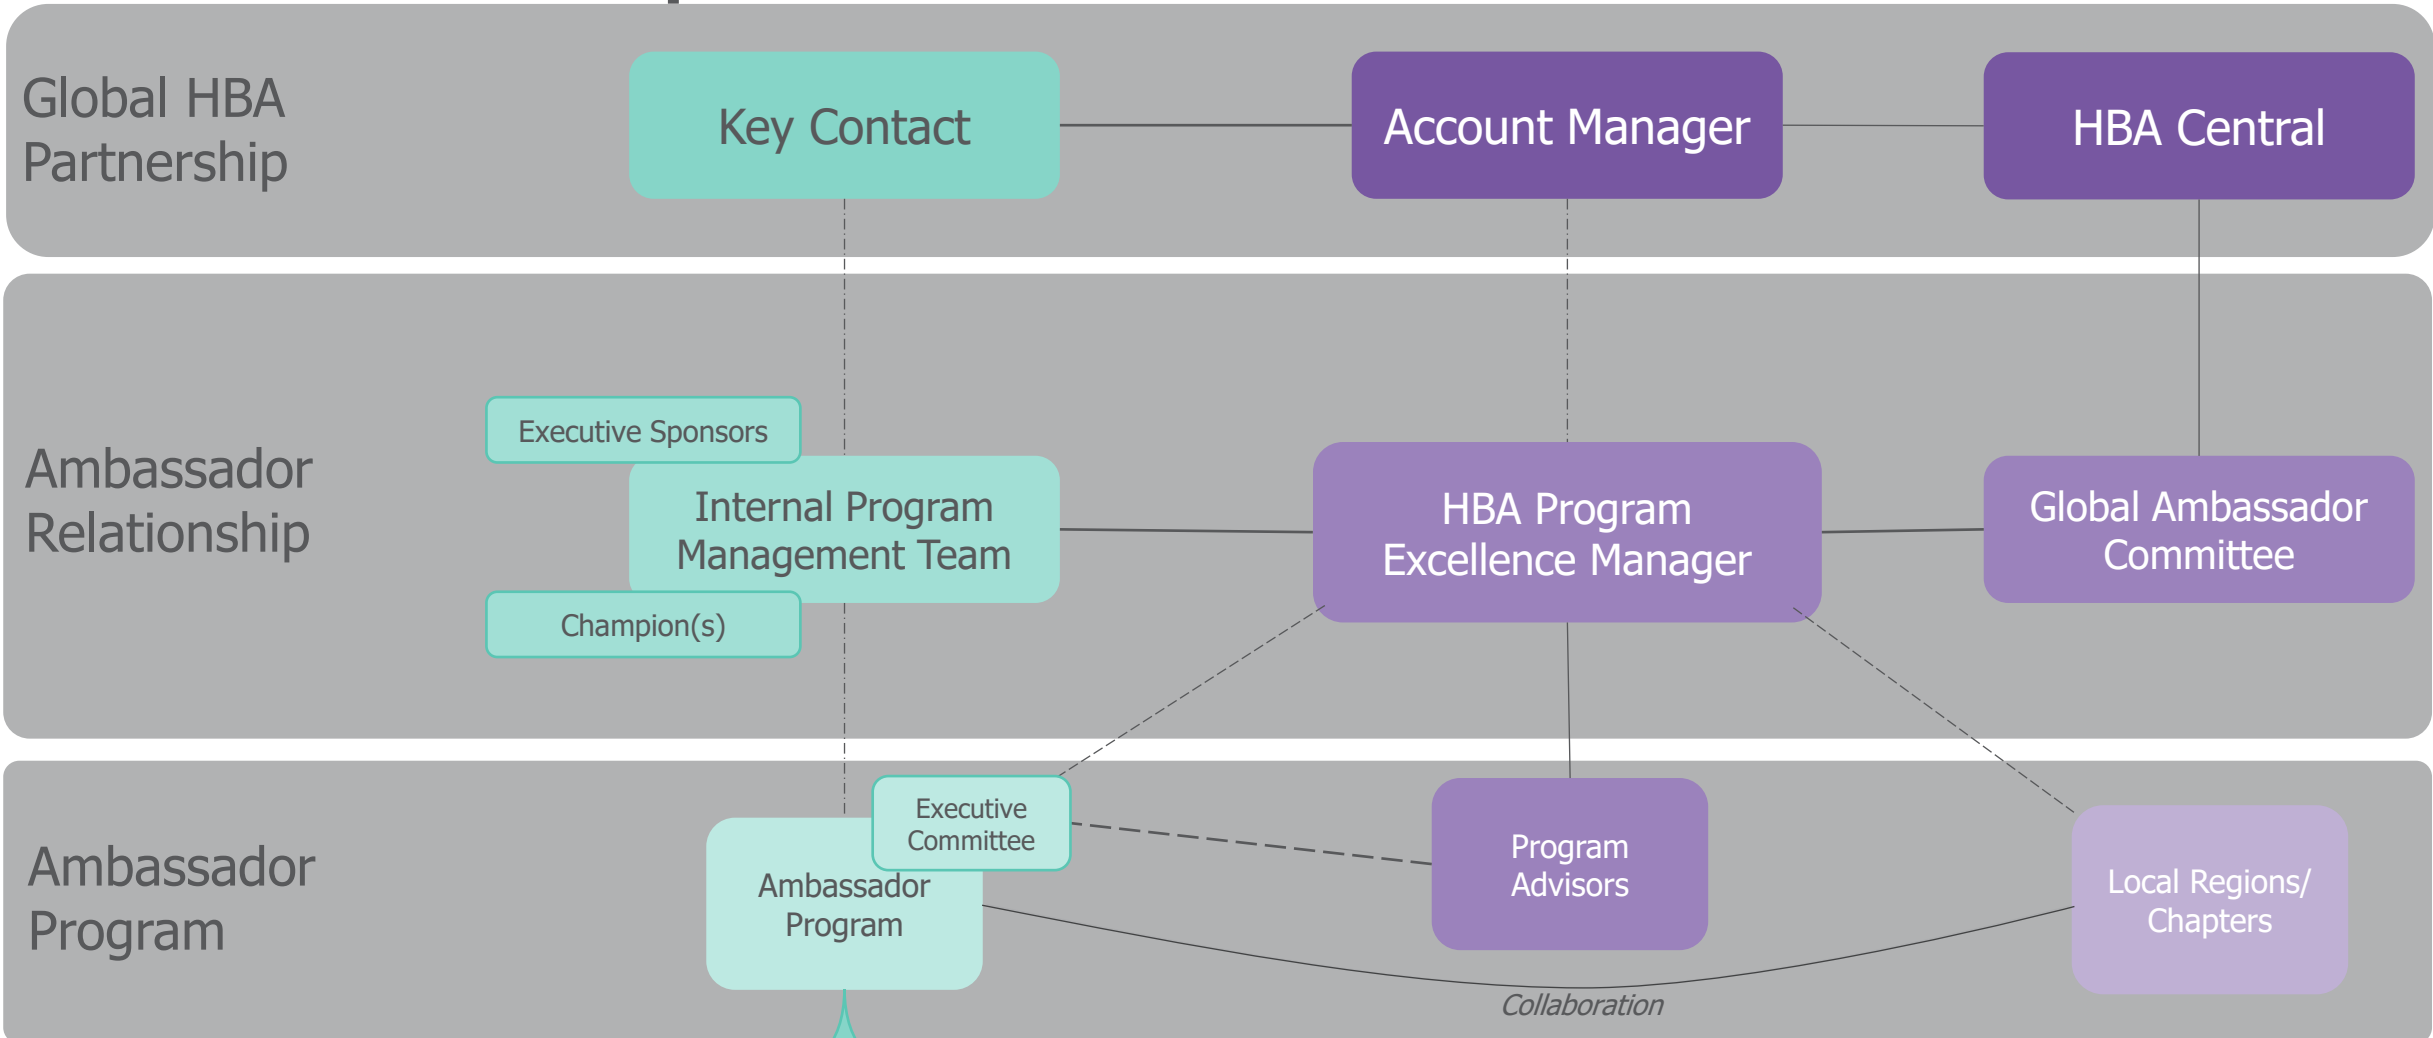 Global HBA
Partnership
Key Contact
Account Manager
HBA Central
Ambassador
Relationship
Executive Sponsors
Internal Program
Management Team
Champion(s)
HBA Program
Excellence Manager
Global Ambassador
Committee
Ambassador
Program
Executive
Committee
Ambassador
Program
Program
Advisors
Local Regions/
Chapters
Collaboration